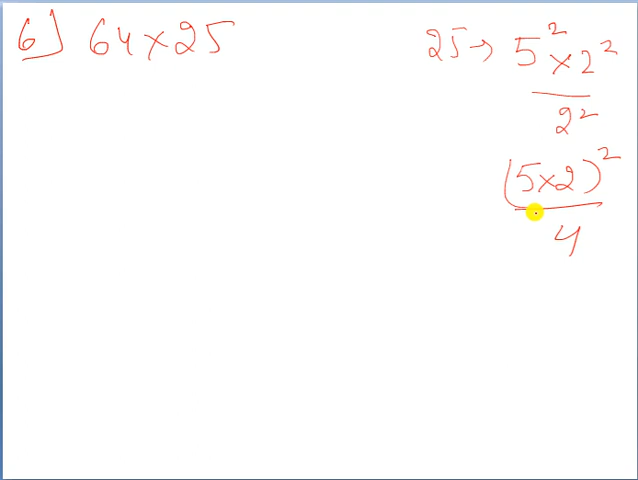 6] 64×25
25→ 5² × 2²
2²
(5×2)²
4